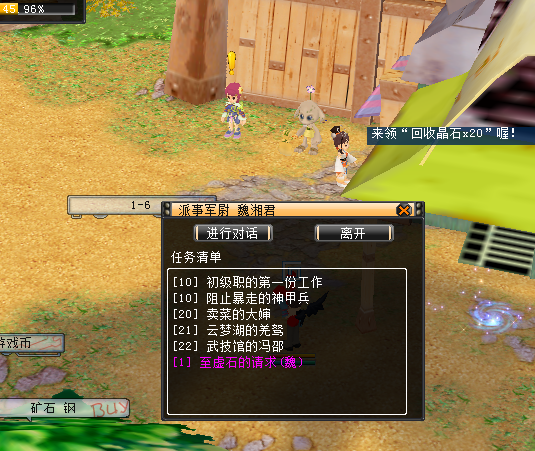 45.96%
来领“回收晶石x20”喔!
1-6
派事军尉 魏湘君
进行对话
离开
任务清单
[10] 初级职的第一份工作
[10] 阻止暴走的神甲兵
[20] 卖菜的大婶
[21] 云梦湖的羌驽
[22] 武技馆的冯邵
[1] 至虚石的请求(魏)
游戏币
矿石 钢 BUY